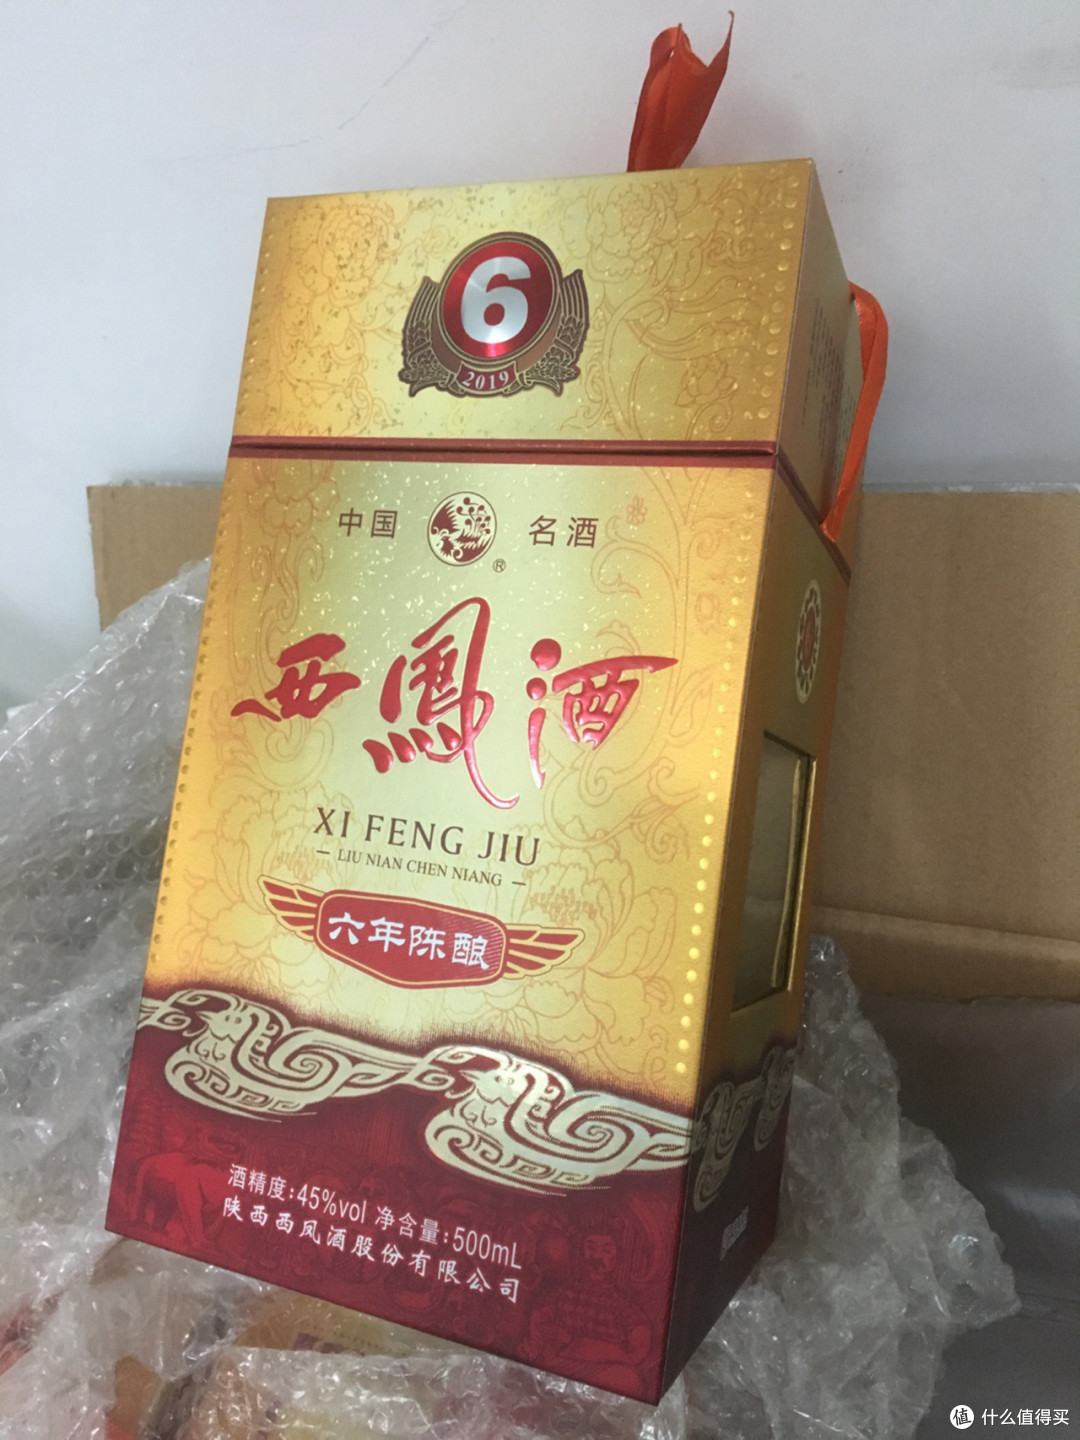 6
2019
中国 名酒
®
西鳳酒
XI FENG JIU
LIU NIAN CHEN NIANG
六年陈酿
酒精度:45%vol 净含量:500mL
陕西西凤酒股份有限公司
值 什么值得买